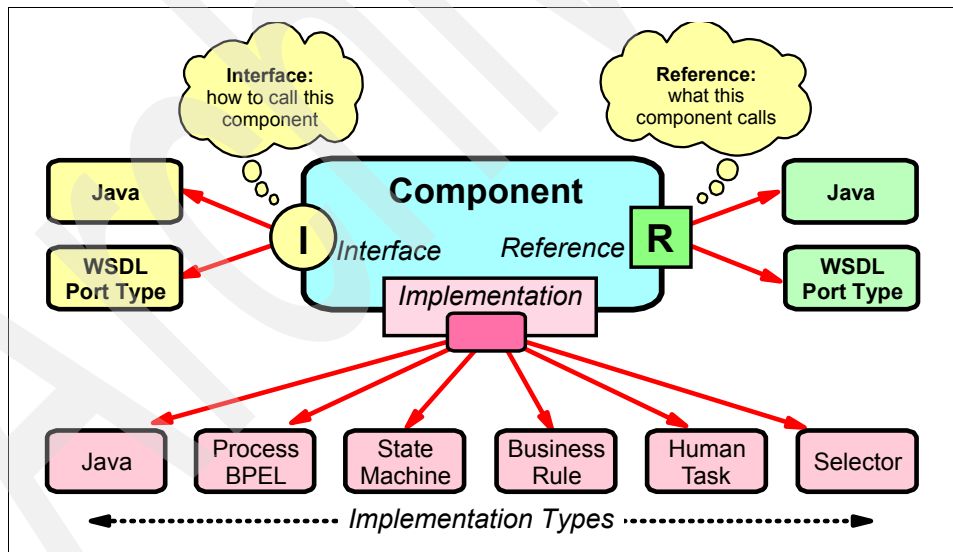 Interface:
how to call this
component
Reference:
what this
component calls
Java
WSDL
Port Type
Component
I
Interface
Reference
R
Implementation
Java
WSDL
Port Type
Java
Process
BPEL
State
Machine
Business
Rule
Human
Task
Selector
Implementation Types